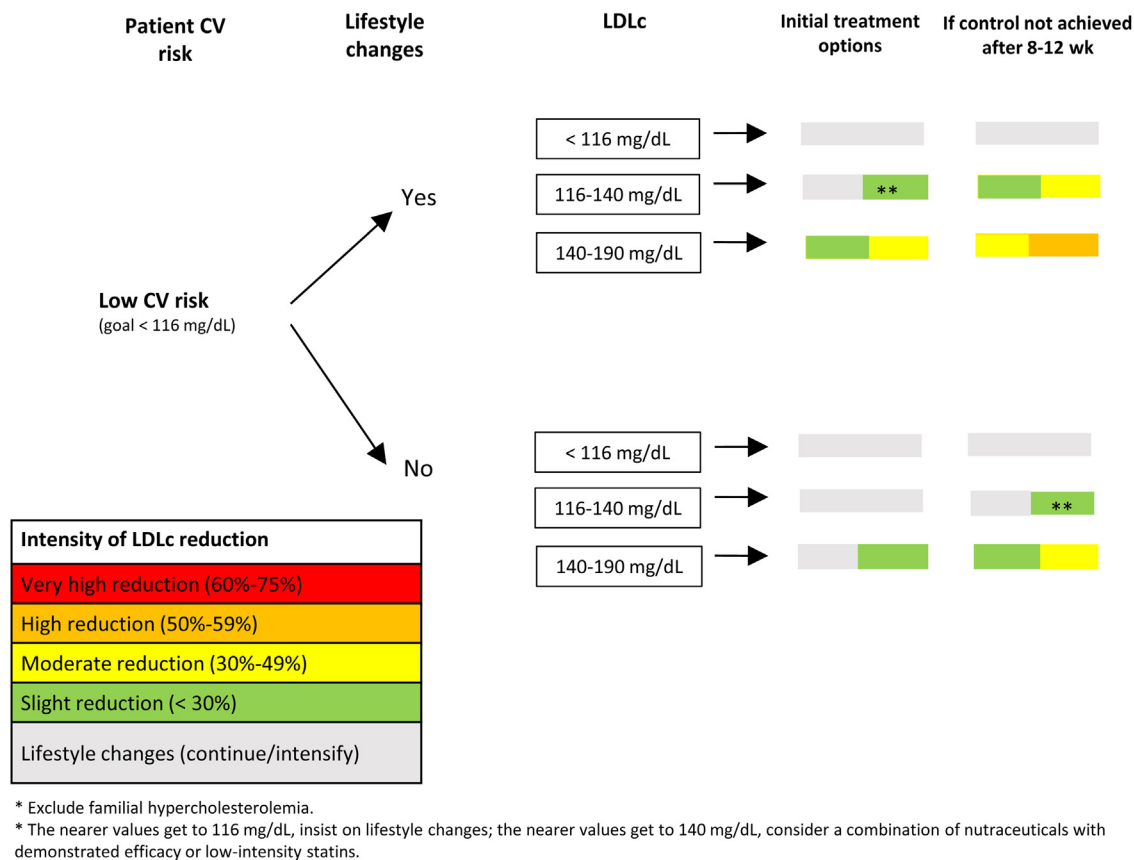 Patient CV
risk
Lifestyle
changes
LDLc
Initial treatment
options
If control not achieved
after 8-12 wk
Low CV risk
(goal < 116 mg/dL)
Yes
< 116 mg/dL
116-140 mg/dL
**
140-190 mg/dL
No
< 116 mg/dL
116-140 mg/dL
**
140-190 mg/dL
Intensity of LDLc reduction
Very high reduction (60%-75%)
High reduction (50%-59%)
Moderate reduction (30%-49%)
Slight reduction (< 30%)
Lifestyle changes (continue/intensify)
* Exclude familial hypercholesterolemia.
* The nearer values get to 116 mg/dL, insist on lifestyle changes; the nearer values get to 140 mg/dL, consider a combination of nutraceuticals with
demonstrated efficacy or low-intensity statins.